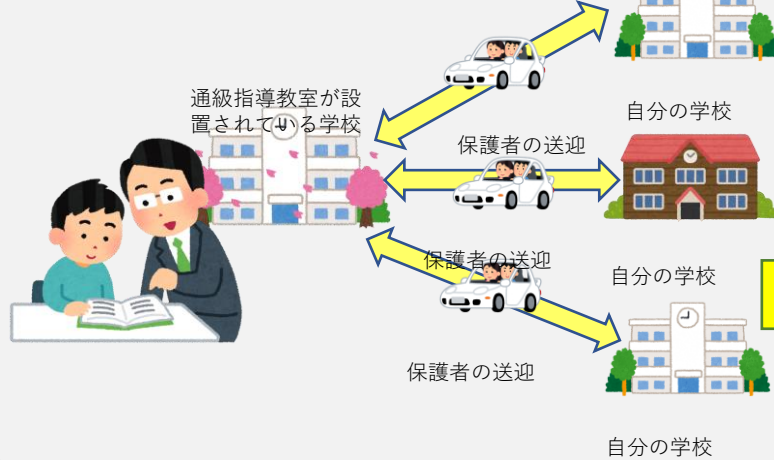 通級指導教室が設
置されている学校
自分の学校
保護者の送迎
保護者の送迎
自分の学校
保護者の送迎
自分の学校